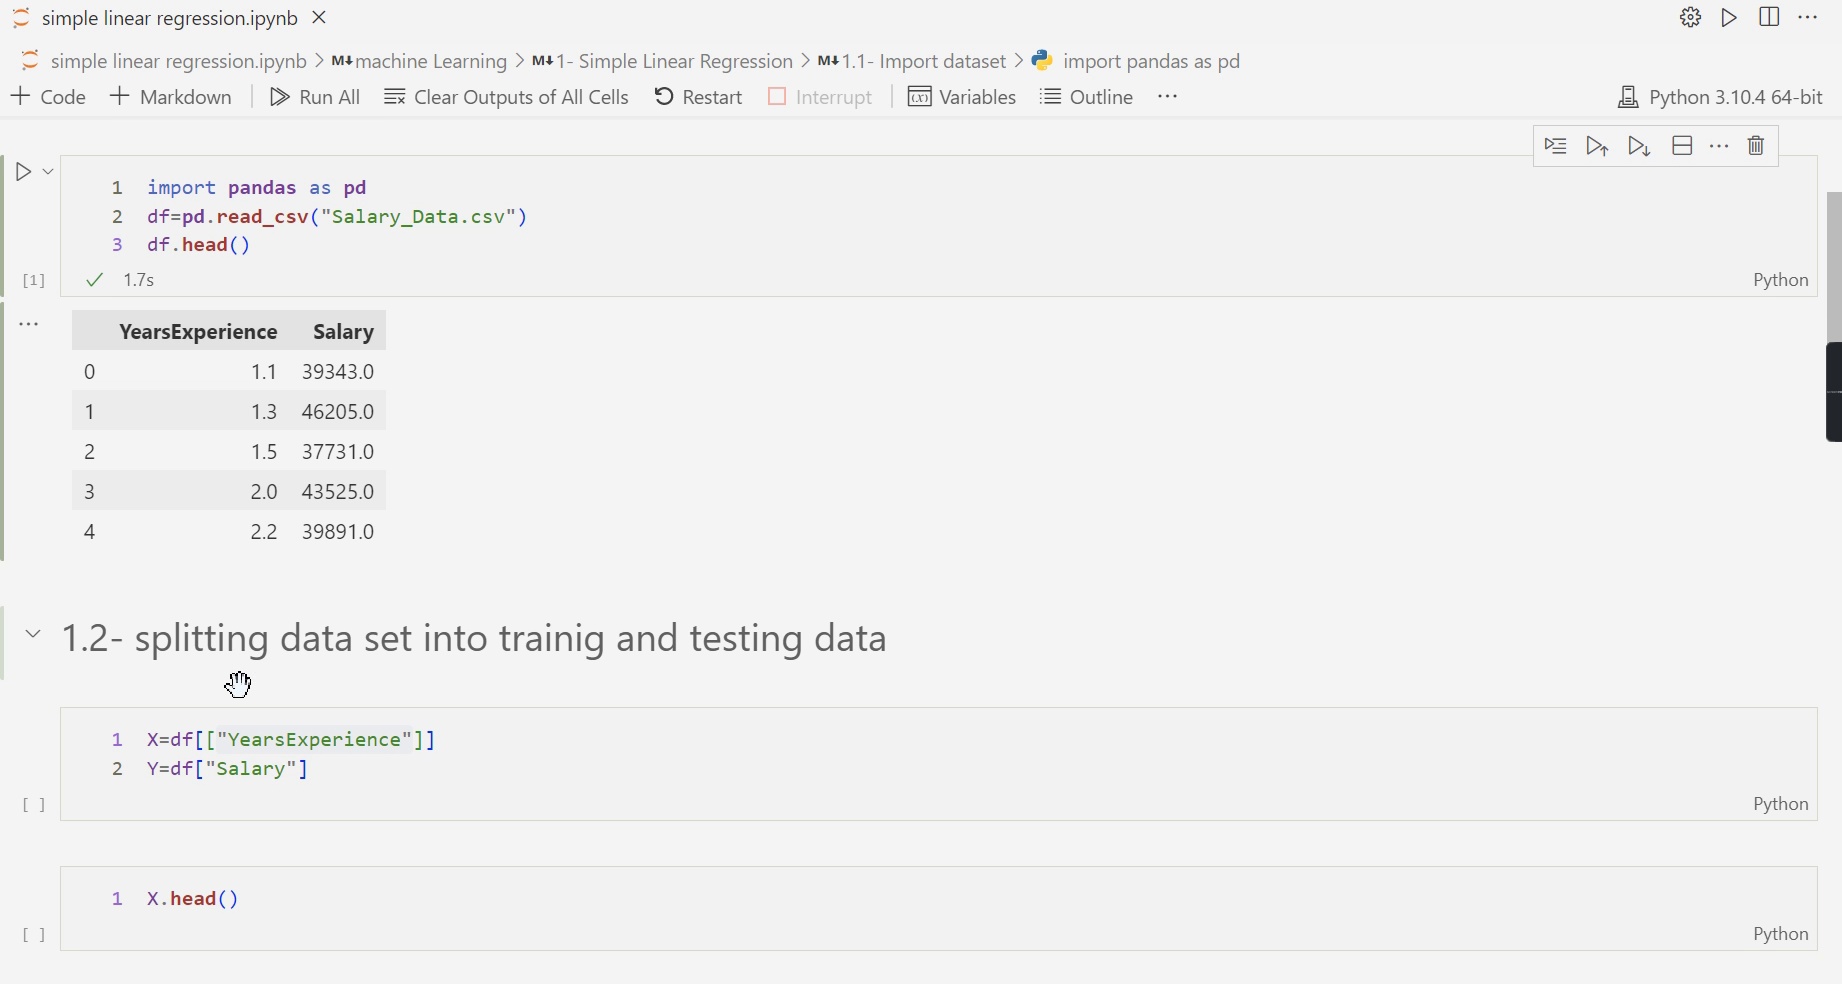 simple linear regression.ipynb
simple linear regression.ipynb > M↓ machine Learning > M↓ 1- Simple Linear Regression > M↓ 1.1- Import dataset > import pandas as pd
+ Code + Markdown | Run All Clear Outputs of All Cells Restart Interrupt | Variables Outline ... Python 3.10.4 64-bit
1 import pandas as pd
2 df=pd.read_csv("Salary_Data.csv")
3 df.head()
[1] ✓ 1.7s Python
YearsExperience Salary
0 1.1 39343.0
1 1.3 46205.0
2 1.5 37731.0
3 2.0 43525.0
4 2.2 39891.0
1.2- splitting data set into trainig and testing data
1 X=df[["YearsExperience"]]
2 Y=df["Salary"]
[ ] Python
1 X.head()
[ ] Python